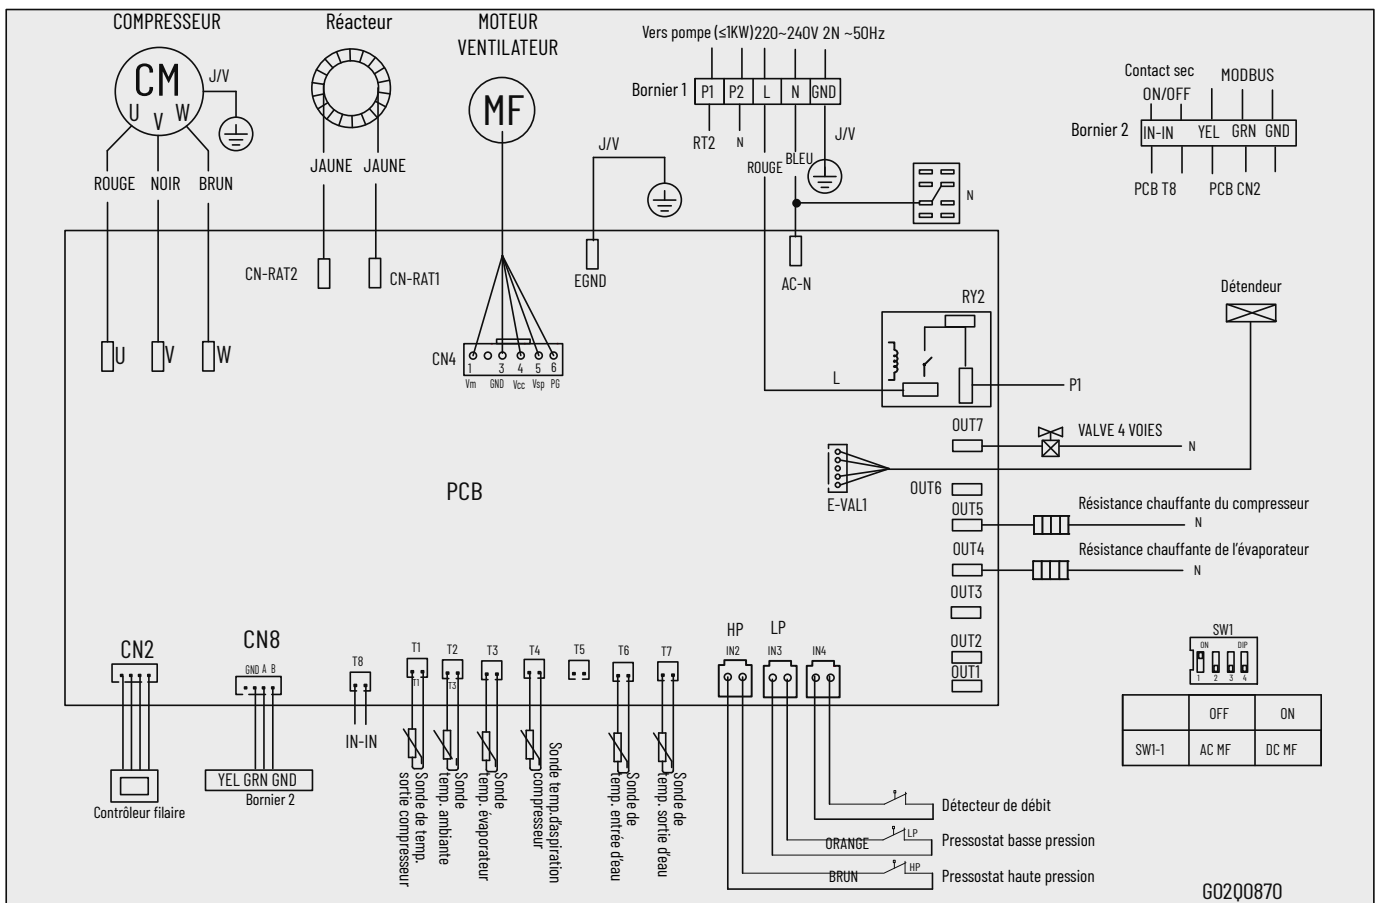 COMPRESSEUR
Réacteur
MOTEUR
VENTILATEUR
Vers pompe (≤1KW) 220~240V 2N ~50Hz
CM
U V W
J/V
MF
Bornier 1 P1 P2 L N GND
RT2
N
ROUGE
BLEU
J/V
Contact sec
ON/OFF
MODBUS
Bornier 2 IN-IN YEL GRN GND
PCB T8
PCB CN2
ROUGE NOIR BRUN
JAUNE JAUNE
J/V
N
CN-RAT2
CN-RAT1
EGND
AC-N
Détendeur
RY2
U V W
CN4
1 3 4 5 6
Vm GND Vcc Vsp PG
L
P1
OUT7
VALVE 4 VOIES
N
PCB
E-VAL1
OUT6
OUT5
Résistance chauffante du compresseur
N
OUT4
Résistance chauffante de l'évaporateur
N
OUT3
OUT2
OUT1
CN2
CN8
GND A B
T8
T1
T1
T2
T3
T3
T4
T5
T6
T7
HP
IN2
LP
IN3
IN4
SW1
ON DIP
1 2 3 4
OFF ON
SW1-1 AC MF DC MF
IN-IN
YEL GRN GND
Bornier 2
Contrôleur filaire
Sonde de temp.
sortie compresseur
Sonde
temp. ambiante
Sonde
temp. évaporateur
Sonde temp.d'aspiration
compresseur
Sonde de
temp. entrée d'eau
Sonde de
temp. sortie d'eau
Détecteur de débit
ORANGE
LP
Pressostat basse pression
BRUN
HP
Pressostat haute pression
G02Q0870